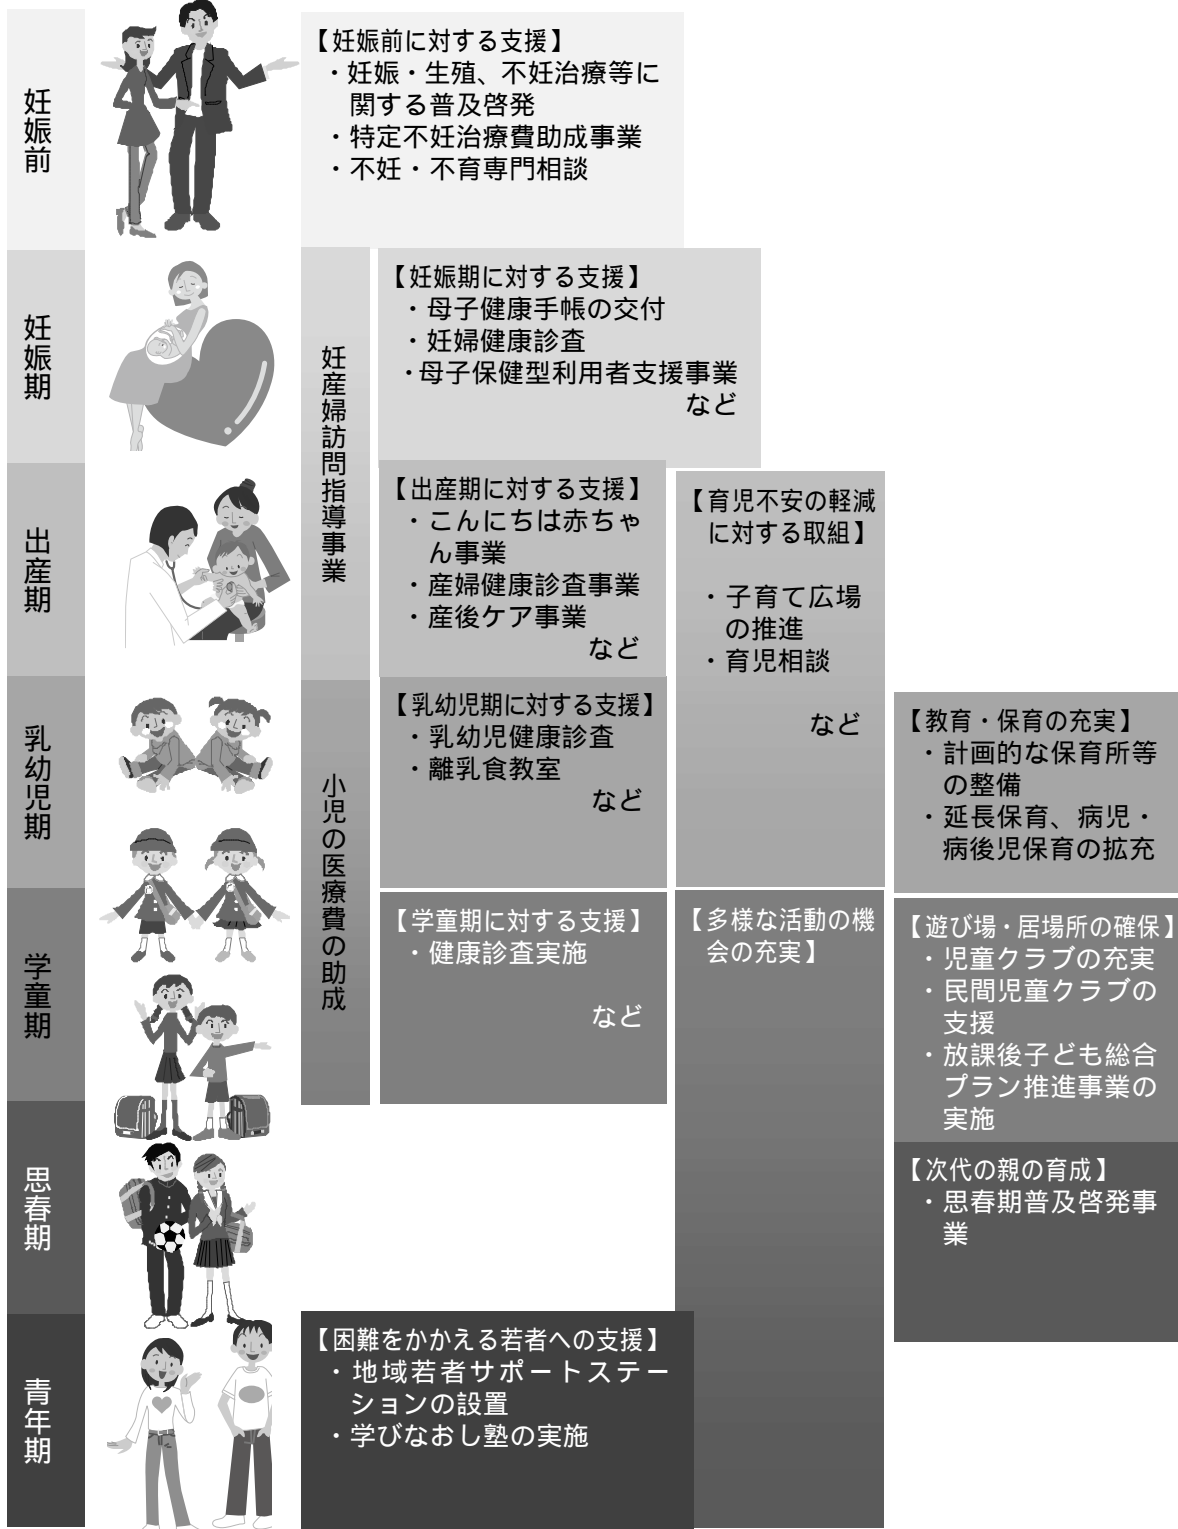 妊娠前
【妊娠前に対する支援】
・妊娠・生殖、不妊治療等に
関する普及啓発
・特定不妊治療費助成事業
・不妊・不育専門相談
妊娠期
妊産婦訪問指導事業
【妊娠期に対する支援】
・母子健康手帳の交付
・妊婦健康診査
・母子保健型利用者支援事業
など
出産期
【出産期に対する支援】
・こんにちは赤ちゃ
ん事業
・産婦健康診査事業
・産後ケア事業
など
【育児不安の軽減
に対する取組】
・子育て広場
の推進
・育児相談
など
乳幼児期
小児の医療費の助成
【乳幼児期に対する支援】
・乳幼児健康診査
・離乳食教室
など
【教育・保育の充実】
・計画的な保育所等
の整備
・延長保育、病児・
病後児保育の拡充
学童期
【学童期に対する支援】
・健康診査実施
など
【多様な活動の機
会の充実】
【遊び場・居場所の確保】
・児童クラブの充実
・民間児童クラブの
支援
・放課後子ども総合
プラン推進事業の
実施
思春期
【次代の親の育成】
・思春期普及啓発事
業
青年期
【困難をかかえる若者への支援】
・地域若者サポートステー
ションの設置
・学びなおし塾の実施